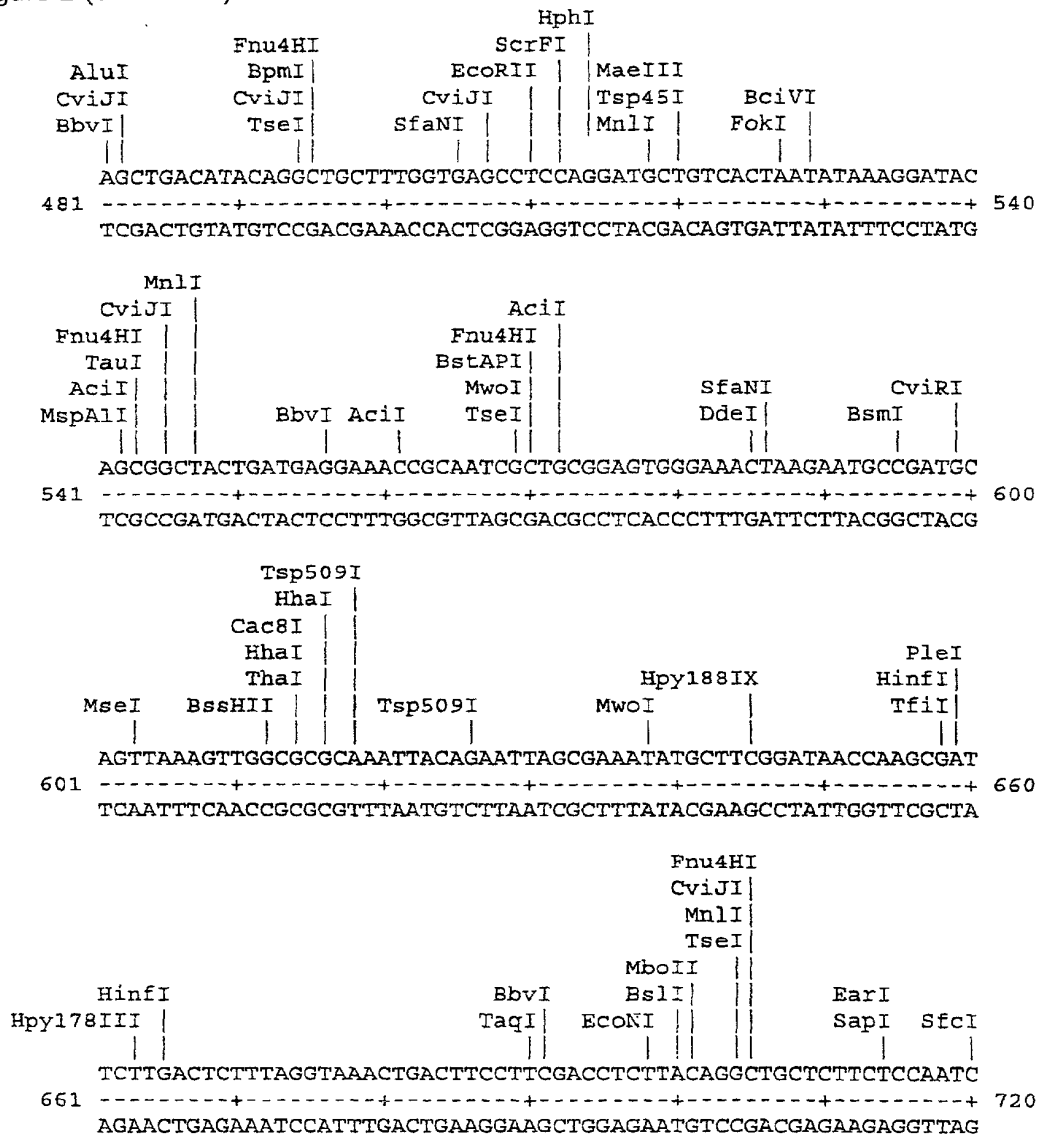 HphI
Fnu4HI ScrFI
AluI BpmI EcoRII MaeIII
CviJI CviJI CviJI Tsp45I BciVI
BbvI TseI SfaNI MnlI FokI
AGCTGACATACAGGCTGCTTTGGTGAGCCTCCAGGATGCTGTCACTAATATAAAGGATAC
481 ---------+---------+---------+---------+---------+---------+ 540
TCGACTGTATGTCCGACGAAACCACTCGGAGGTCCTACGACAGTGATTATATTTCCTATG
MnlI
CviJI AciI
Fnu4HI Fnu4HI
TauI BstAPI
AciI MwoI SfaNI CviRI
MspA1I BbvI AciI TseI DdeI BsmI
AGCGGCTACTGATGAGGAAACCGCAATCGCTGCGGAGTGGGAAACTAAGAATGCCGATGC
541 ---------+---------+---------+---------+---------+---------+ 600
TCGCCGATGACTACTCCTTTGGCGTTAGCGACGCCTCACCCTTTGATTCTTACGGCTACG
Tsp509I
HhaI
Cac8I
HhaI PleI
ThaI Hpy188IX HinfI
MseI BssHII Tsp509I MwoI TfiI
AGTTAAAGTTGGCGCGCAAATTACAGAATTAGCGAAATATGCTTCGGATAACCAAGCGAT
601 ---------+---------+---------+---------+---------+---------+ 660
TCAATTTCAACCGCGCGTTTAATGTCTTAATCGCTTTATACGAAGCCTATTGGTTCGCTA
Fnu4HI
CviJI
MnlI
TseI
MboII
HinfI BbvI BslI EarI
Hpy178III TaqI EcoNI SapI SfcI
TCTTGACTCTTTAGGTAAACTGACTTCCTTCGACCTCTTACAGGCTGCTCTTCTCCAATC
661 ---------+---------+---------+---------+---------+---------+ 720
AGAACTGAGAAATCCATTTGACTGAAGGAAGCTGGAGAATGTCCGACGAGAAGAGGTTAG